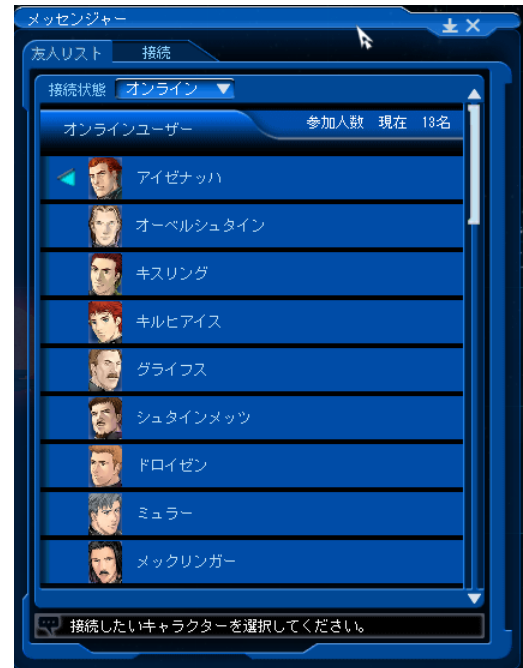 メッセンジャー
友人リスト 接続
接続状態 オンライン
オンラインユーザー 参加人数 現在 13名
アイゼナッハ
オーベルシュタイン
キスリング
キルヒアイス
グライフス
シュタインメッツ
ドロイゼン
ミュラー
メックリンガー
接続したいキャラクターを選択してください。